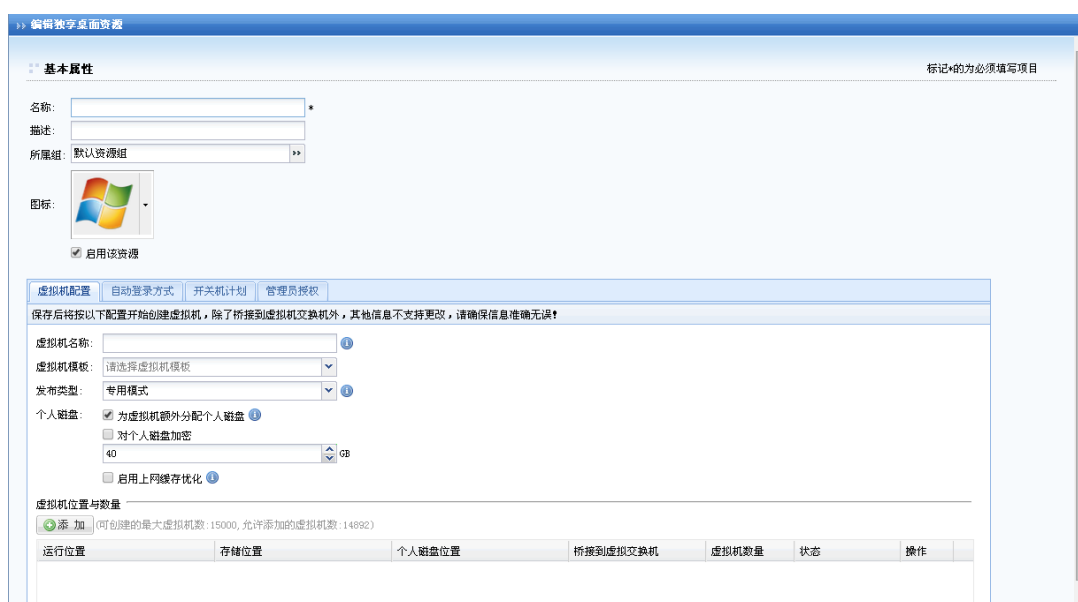 编辑独享桌面资源
基本属性 标记*的为必须填写项目
名称: *
描述:
所属组: 默认资源组
图标:
启用该资源
虚拟机配置 自动登录方式 开关机计划 管理员授权
保存后将按以下配置开始创建虚拟机，除了桥接到虚拟机交换机外，其他信息不支持更改，请确保信息准确无误!
虚拟机名称:
虚拟机模板: 请选择虚拟机模板
发布类型: 专用模式
个人磁盘: 为虚拟机额外分配个人磁盘
对个人磁盘加密
40 GB
启用上网缓存优化
虚拟机位置与数量
添 加 (可创建的最大虚拟机数:15000,允许添加的虚拟机数:14892)
运行位置 存储位置 个人磁盘位置 桥接到虚拟交换机 虚拟机数量 状态 操作